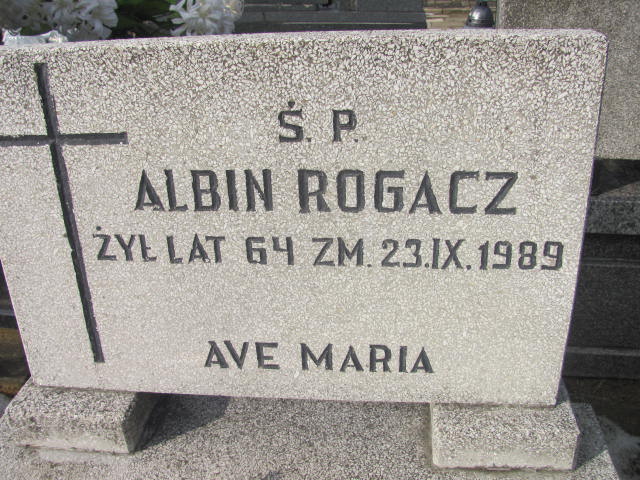 Ś. P.
ALBIN ROGACZ
ŻYŁ LAT 64 ZM. 23.IX.1989
AVE MARIA